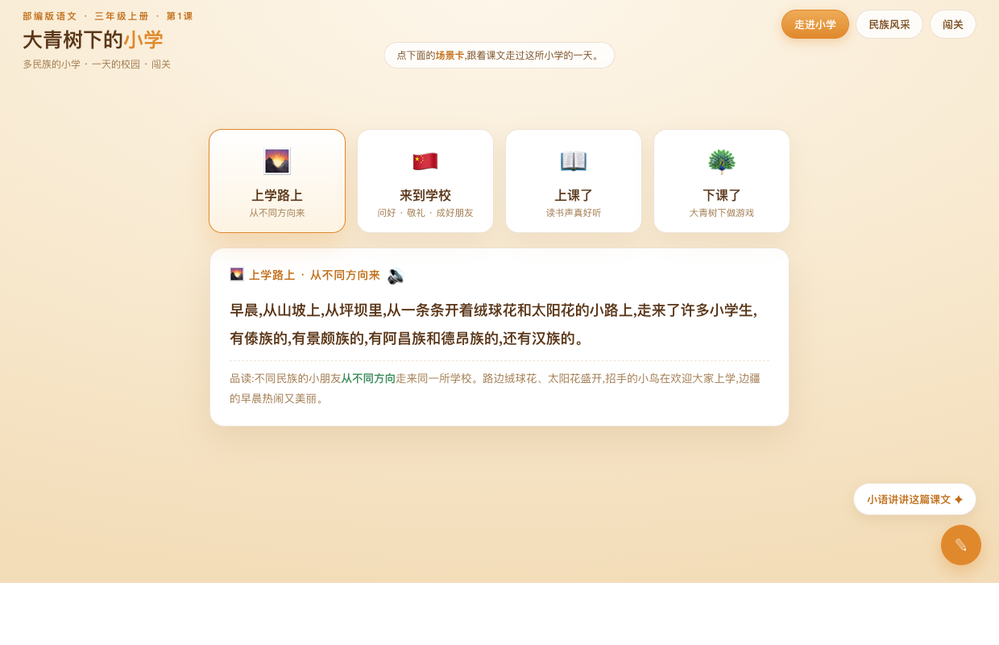 部编版语文 · 三年级上册 · 第1课
大青树下的小学
多民族的小学 · 一天的校园 · 闯关
走进小学
民族风采
闯关
点下面的场景卡,跟着课文走过这所小学的一天。
上学路上
从不同方向来
来到学校
问好 · 敬礼 · 成好朋友
上课了
读书声真好听
下课了
大青树下做游戏
上学路上 · 从不同方向来
早晨,从山坡上,从坪坝里,从一条条开着绒球花和太阳花的小路上,走来了许多小学生,
有傣族的,有景颇族的,有阿昌族和德昂族的,还有汉族的。
品读:不同民族的小朋友从不同方向走来同一所学校。路边绒球花、太阳花盛开,招手的小鸟在欢迎大家上学,边疆
的早晨热闹又美丽。
小语讲讲这篇课文 ✦